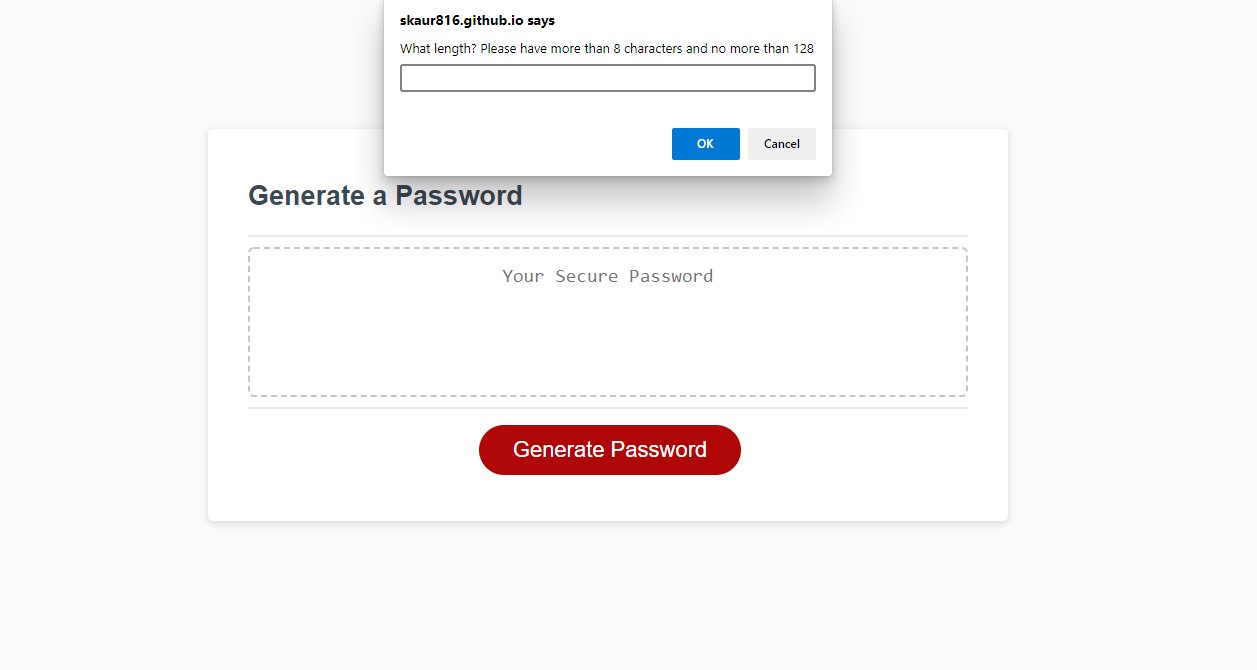 skaur816.github.io says
What length? Please have more than 8 characters and no more than 128
OK
Cancel
Generate a Password
Your Secure Password
Generate Password